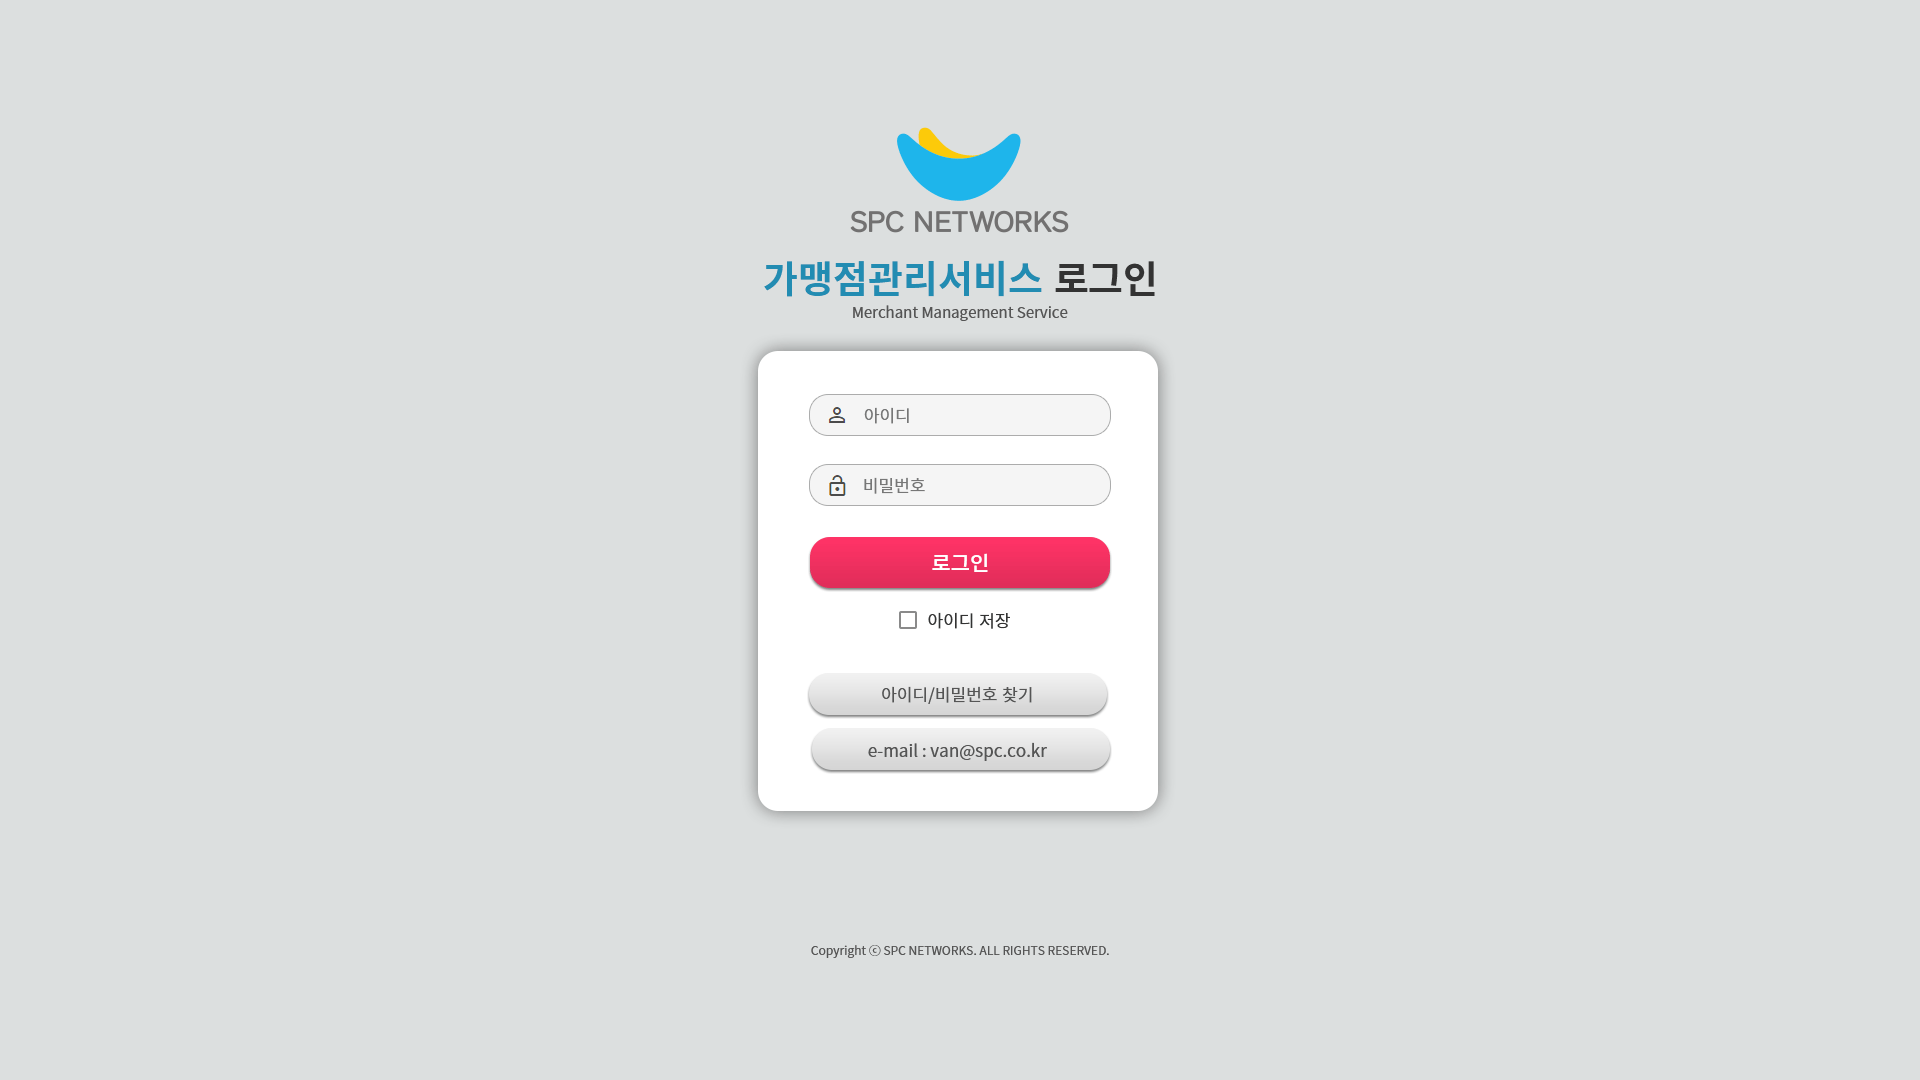 SPC NETWORKS
가맹점관리서비스 로그인
Merchant Management Service
아이디
비밀번호
로그인
아이디 저장
아이디/비밀번호 찾기
e-mail : van@spc.co.kr
Copyright ⓒ SPC NETWORKS. ALL RIGHTS RESERVED.